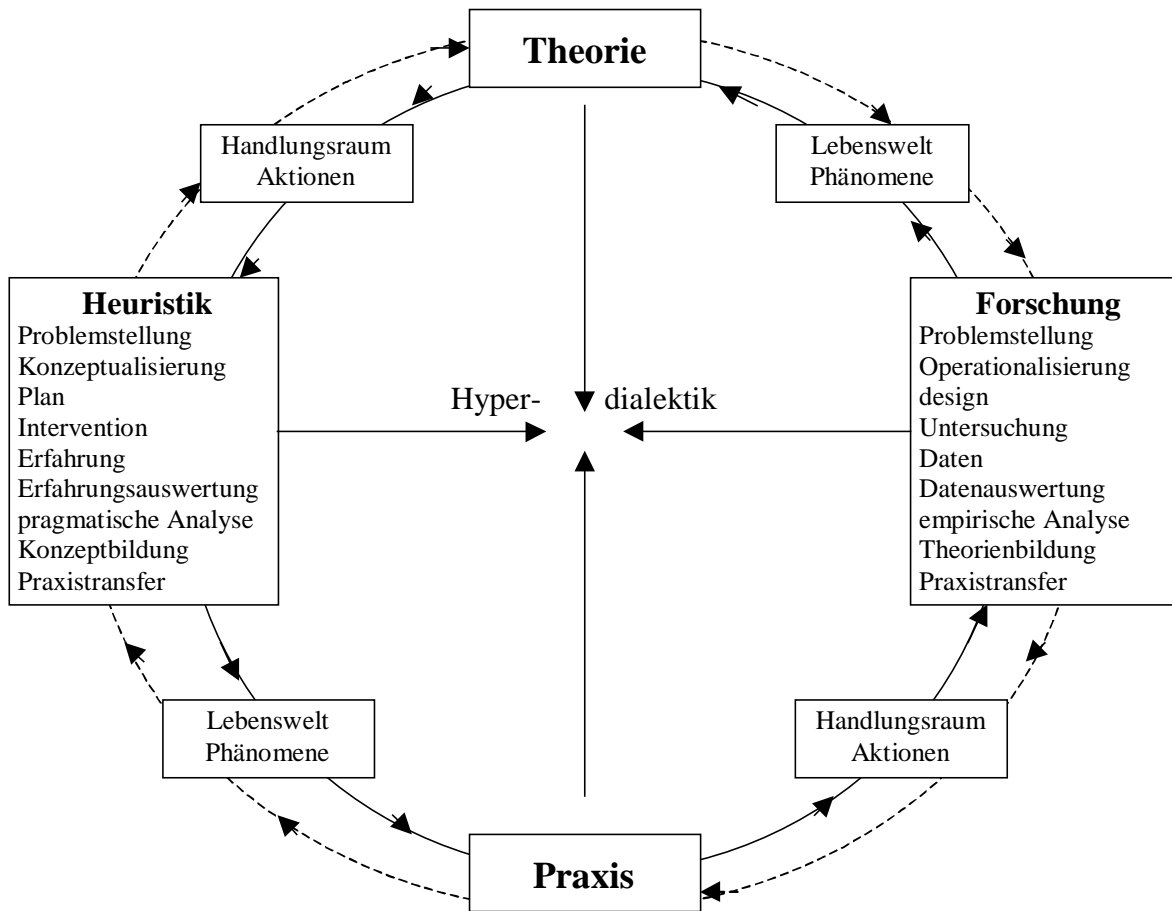 Theorie
Handlungsraum
Aktionen
Lebenswelt
Phänomene
Heuristik
Problemstellung
Konzeptualisierung
Plan
Intervention
Erfahrung
Erfahrungsauswertung
pragmatische Analyse
Konzeptbildung
Praxistransfer
Hyper- dialektik
Forschung
Problemstellung
Operationalisierung
design
Untersuchung
Daten
Datenauswertung
empirische Analyse
Theorienbildung
Praxistransfer
Lebenswelt
Phänomene
Handlungsraum
Aktionen
Praxis